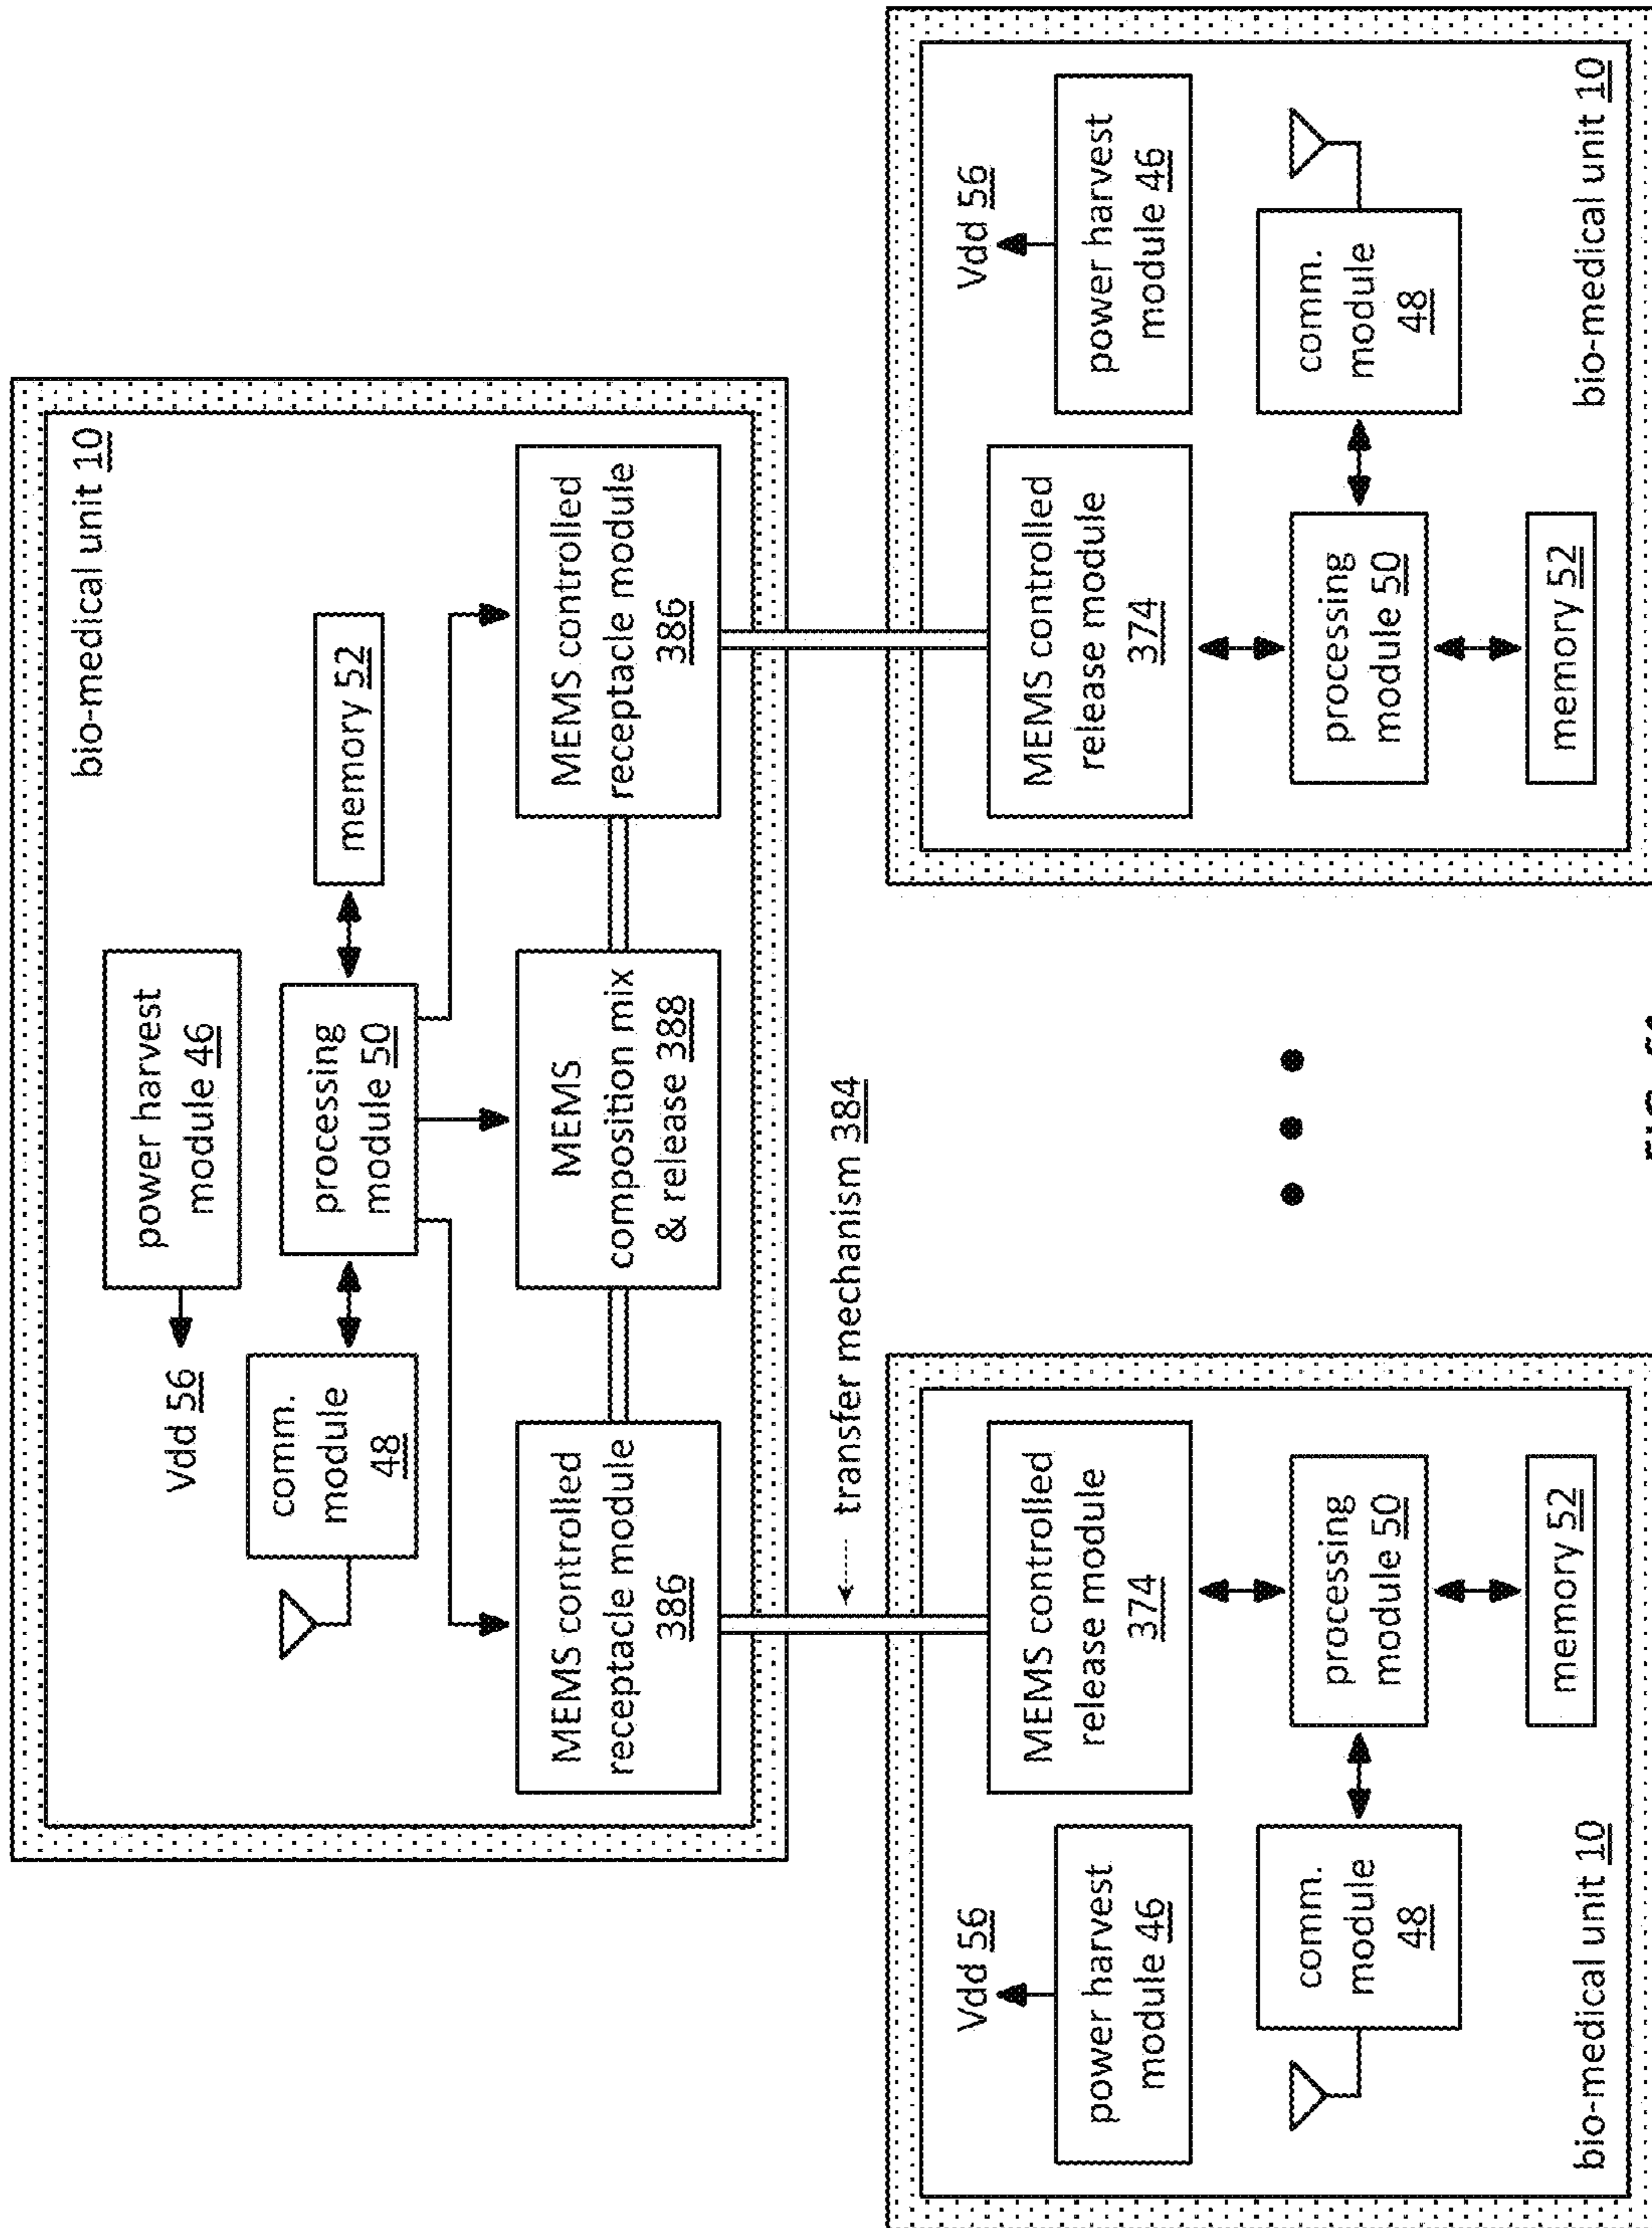 bio-medical unit 10
power harvest
module 46
Vdd 56
comm.
module
48
processing
module 50
memory 52
MEMS controlled
receptacle module
386
MEMS
composition mix
& release 388
MEMS controlled
receptacle module
386
transfer mechanism 384
Vdd 56
power harvest
module 46
MEMS controlled
release module
374
comm.
module
48
processing
module 50
memory 52
bio-medical unit 10
MEMS controlled
release module
374
Vdd 56
power harvest
module 46
processing
module 50
comm.
module
48
memory 52
bio-medical unit 10